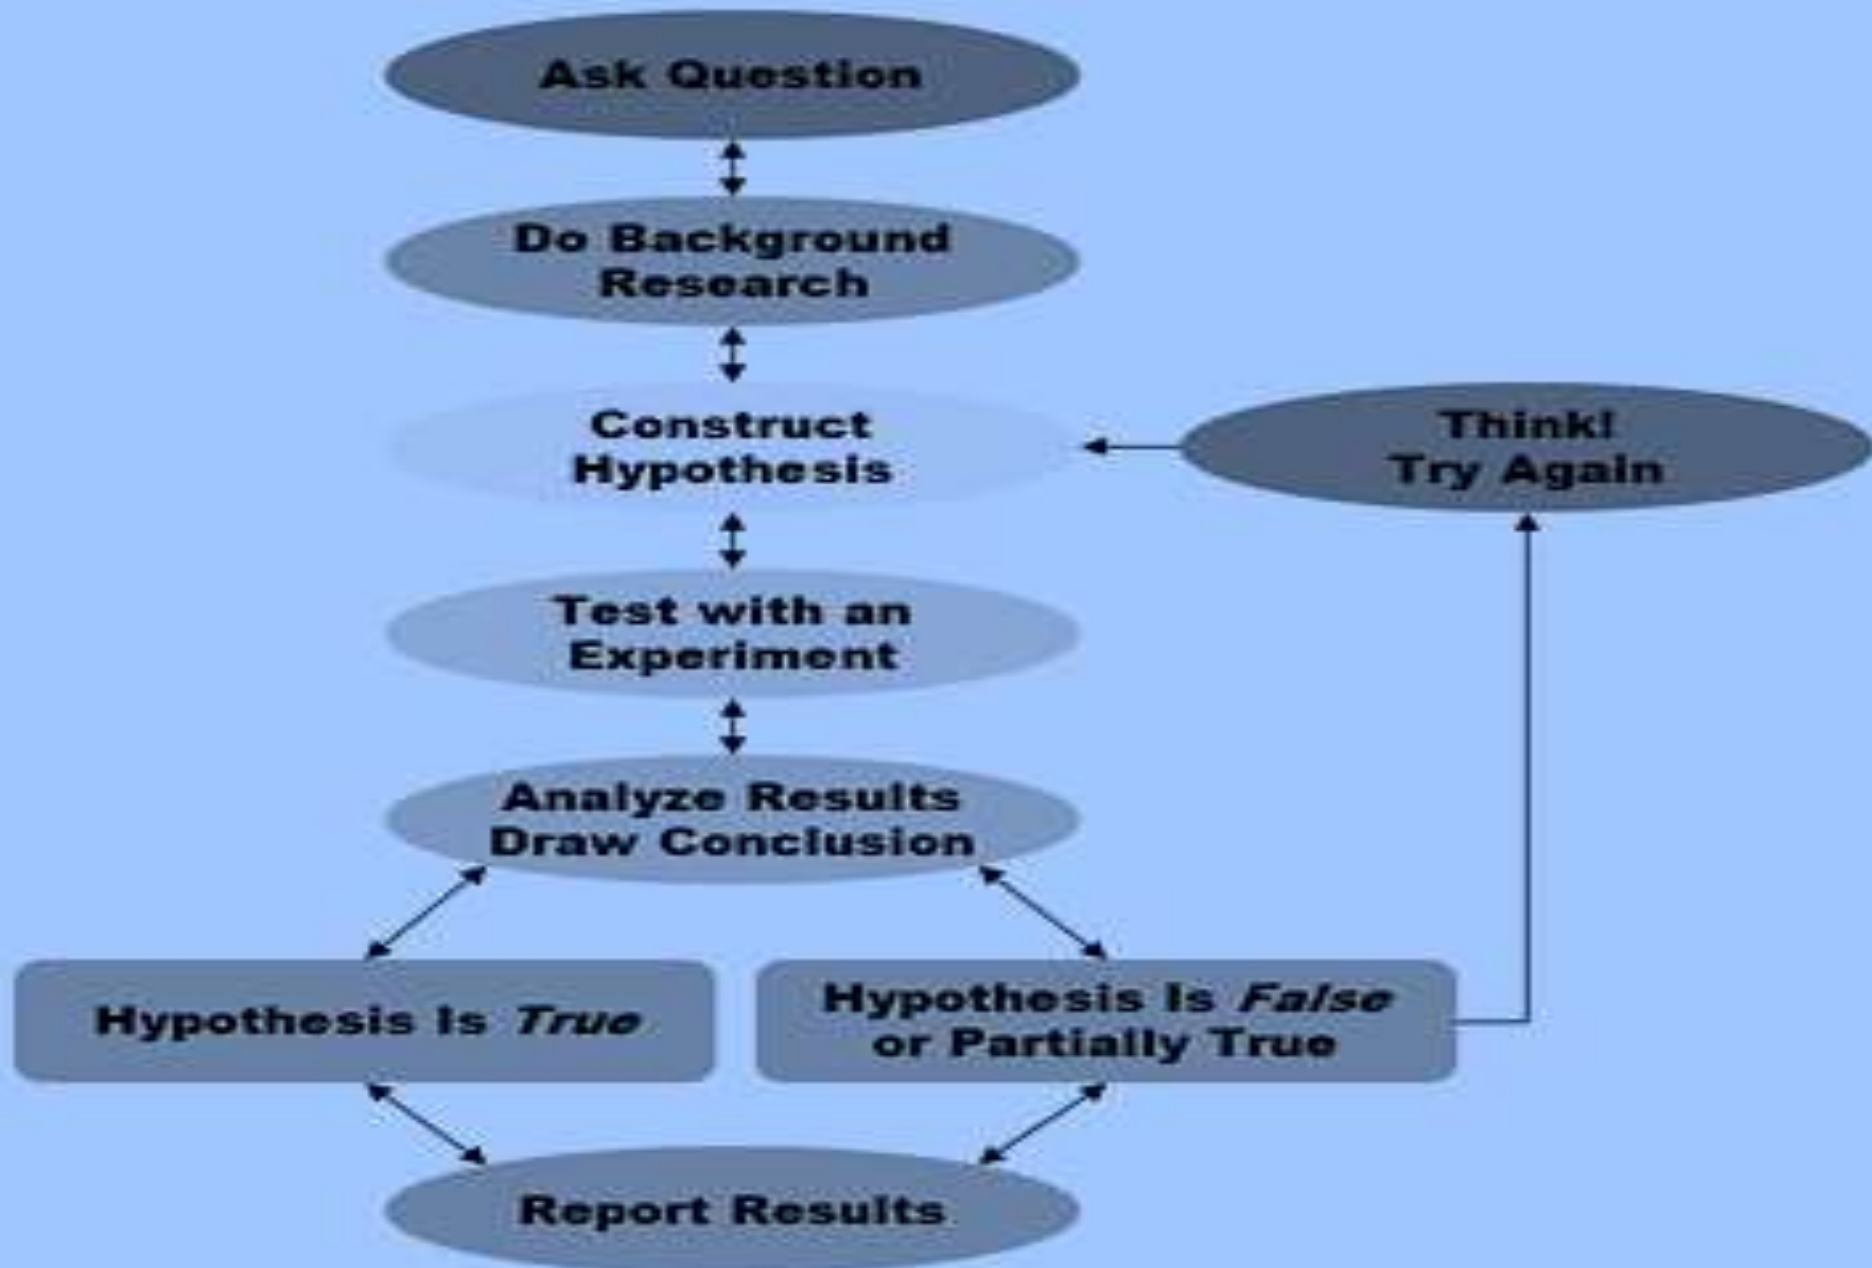 Ask Question
Do Background
Research
Construct
Hypothesis
Think!
Try Again
Test with an
Experiment
Analyze Results
Draw Conclusion
Hypothesis Is True
Hypothesis Is False
or Partially True
Report Results